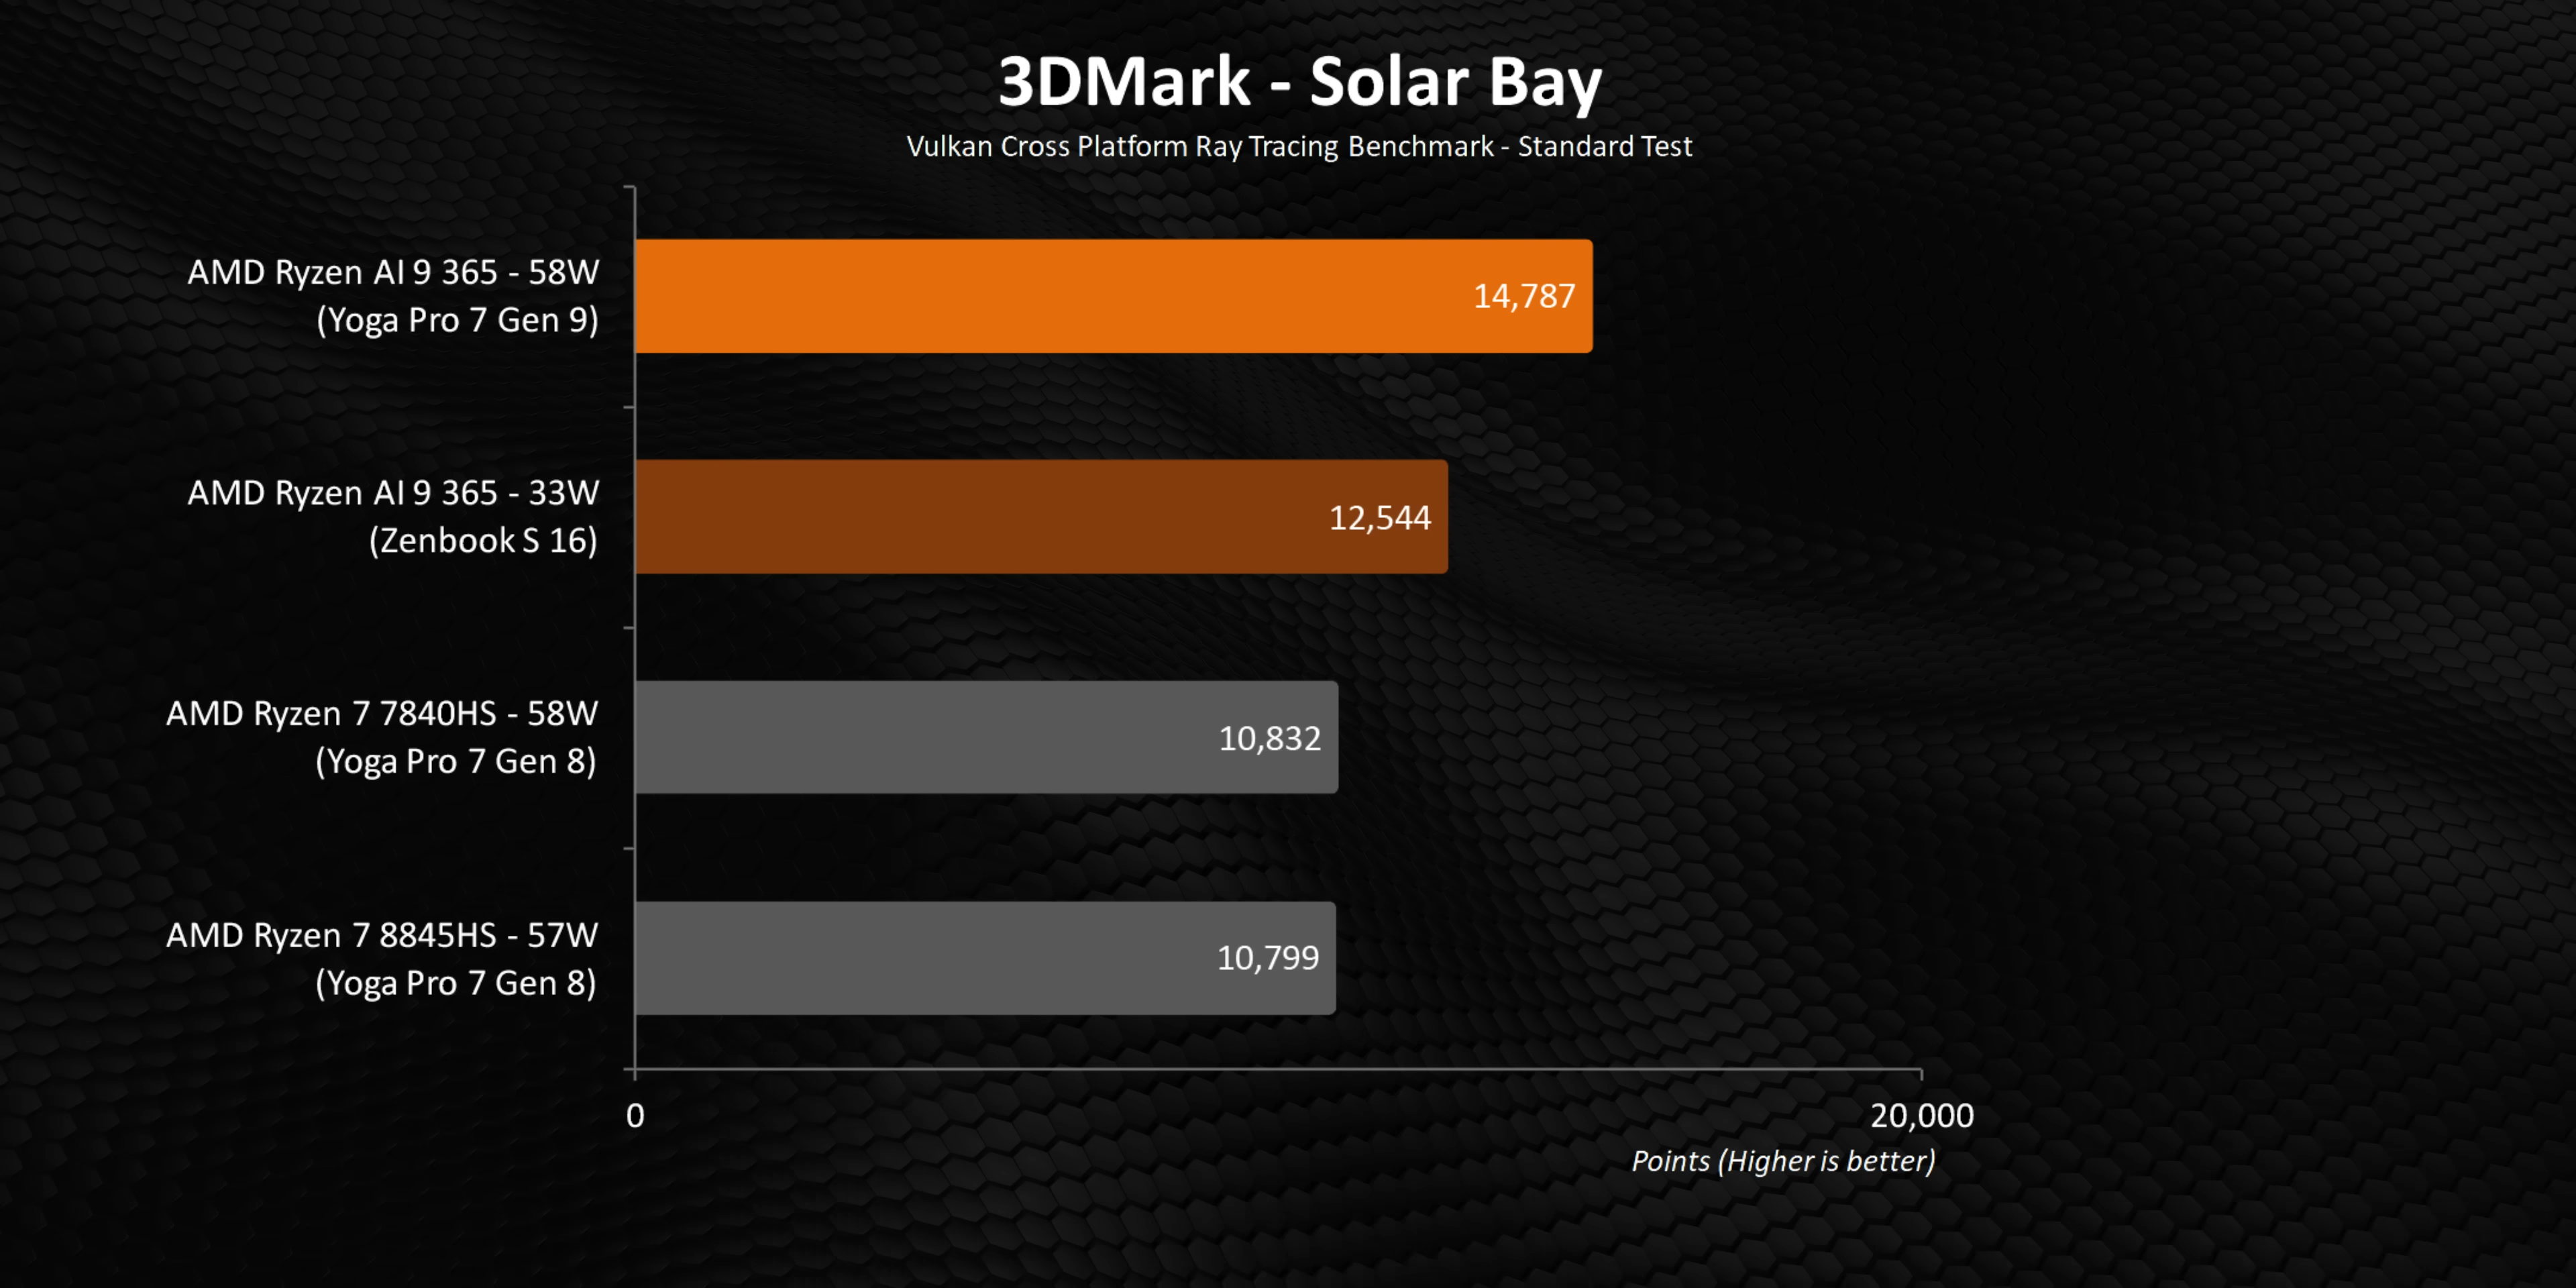 3DMark - Solar Bay
Vulkan Cross Platform Ray Tracing Benchmark - Standard Test
AMD Ryzen AI 9 365 - 58W
(Yoga Pro 7 Gen 9)
14,787
AMD Ryzen AI 9 365 - 33W
(Zenbook S 16)
12,544
AMD Ryzen 7 7840HS - 58W
(Yoga Pro 7 Gen 8)
10,832
AMD Ryzen 7 8845HS - 57W
(Yoga Pro 7 Gen 8)
10,799
0
20,000
Points (Higher is better)